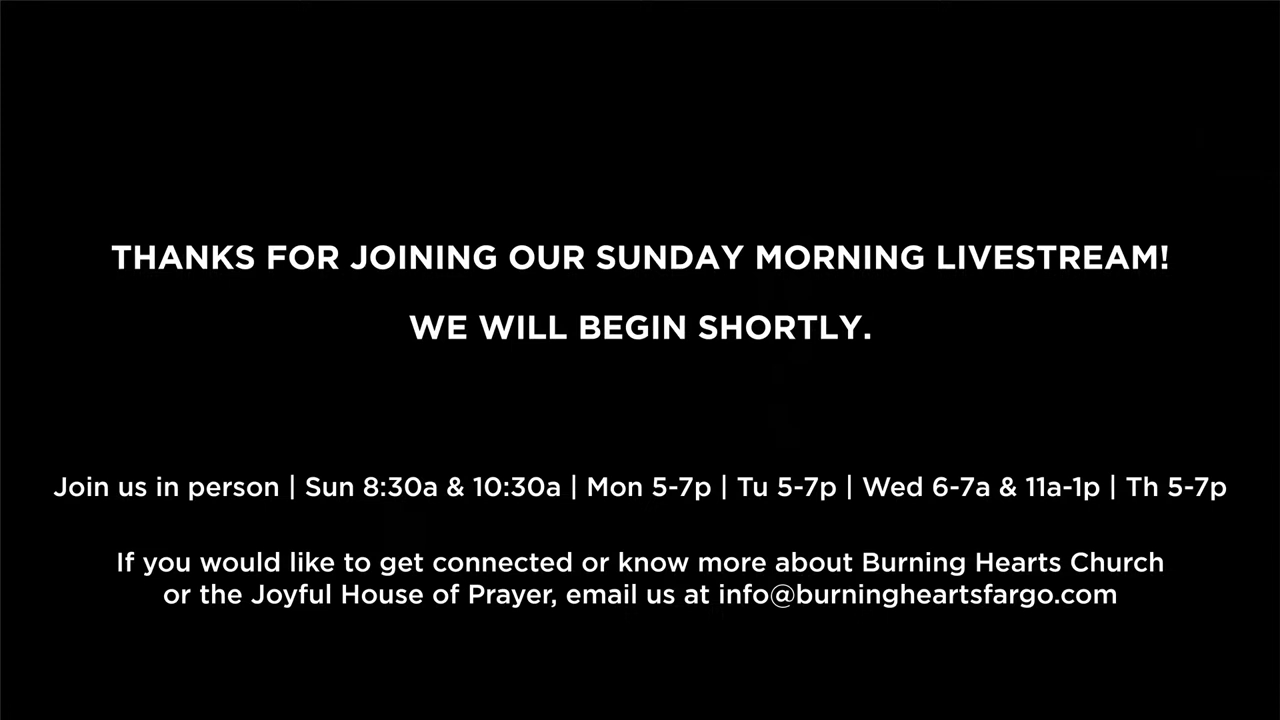 THANKS FOR JOINING OUR SUNDAY MORNING LIVESTREAM!
WE WILL BEGIN SHORTLY.
Join us in person | Sun 8:30a & 10:30a | Mon 5-7p | Tu 5-7p | Wed 6-7a & 11a-1p | Th 5-7p
If you would like to get connected or know more about Burning Hearts Church
or the Joyful House of Prayer, email us at info@burningheartsfargo.com